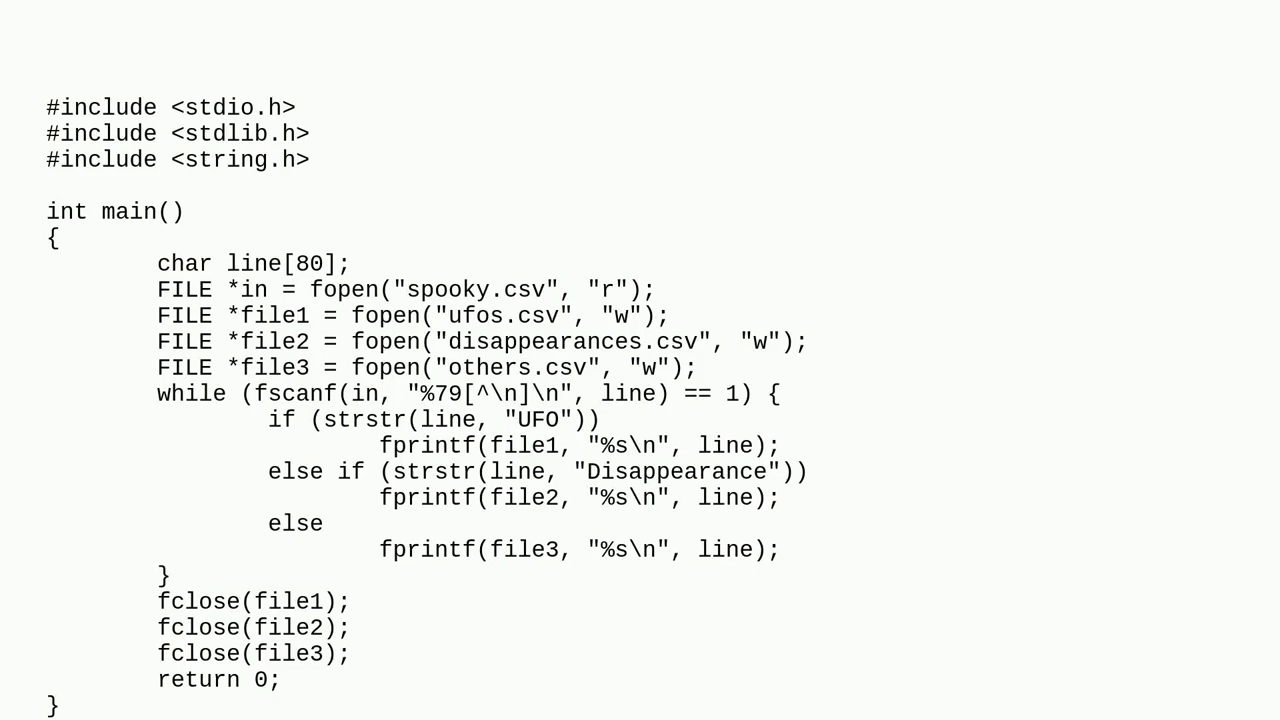 #include <stdio.h>
#include <stdlib.h>
#include <string.h>
int main()
{
char line[80];
FILE *in = fopen("spooky.csv", "r");
FILE *file1 = fopen("ufos.csv", "w");
FILE *file2 = fopen("disappearances.csv", "w");
FILE *file3 = fopen("others.csv", "w");
while (fscanf(in, "%79[^\n]\n", line) == 1) {
if (strstr(line, "UFO"))
fprintf(file1, "%s\n", line);
else if (strstr(line, "Disappearance"))
fprintf(file2, "%s\n", line);
else
fprintf(file3, "%s\n", line);
}
fclose(file1);
fclose(file2);
fclose(file3);
return 0;
}